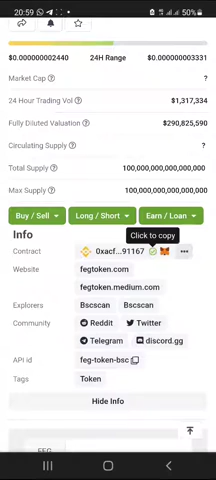 20:59 50%
$0.000000002440 24H Range $0.000000003331
Market Cap ?
24 Hour Trading Vol $1,317,334
Fully Diluted Valuation $290,825,590
Circulating Supply ?
Total Supply 100,000,000,000,000,000
Max Supply 100,000,000,000,000,000
Buy / Sell Long / Short Earn / Loan
Info
Click to copy
Contract 0xacf...91167
Website fegtoken.com
fegtoken.medium.com
Explorers Bscscan Bscscan
Community Reddit Twitter
Telegram discord.gg
API id feg-token-bsc
Tags Token
Hide Info
FEG